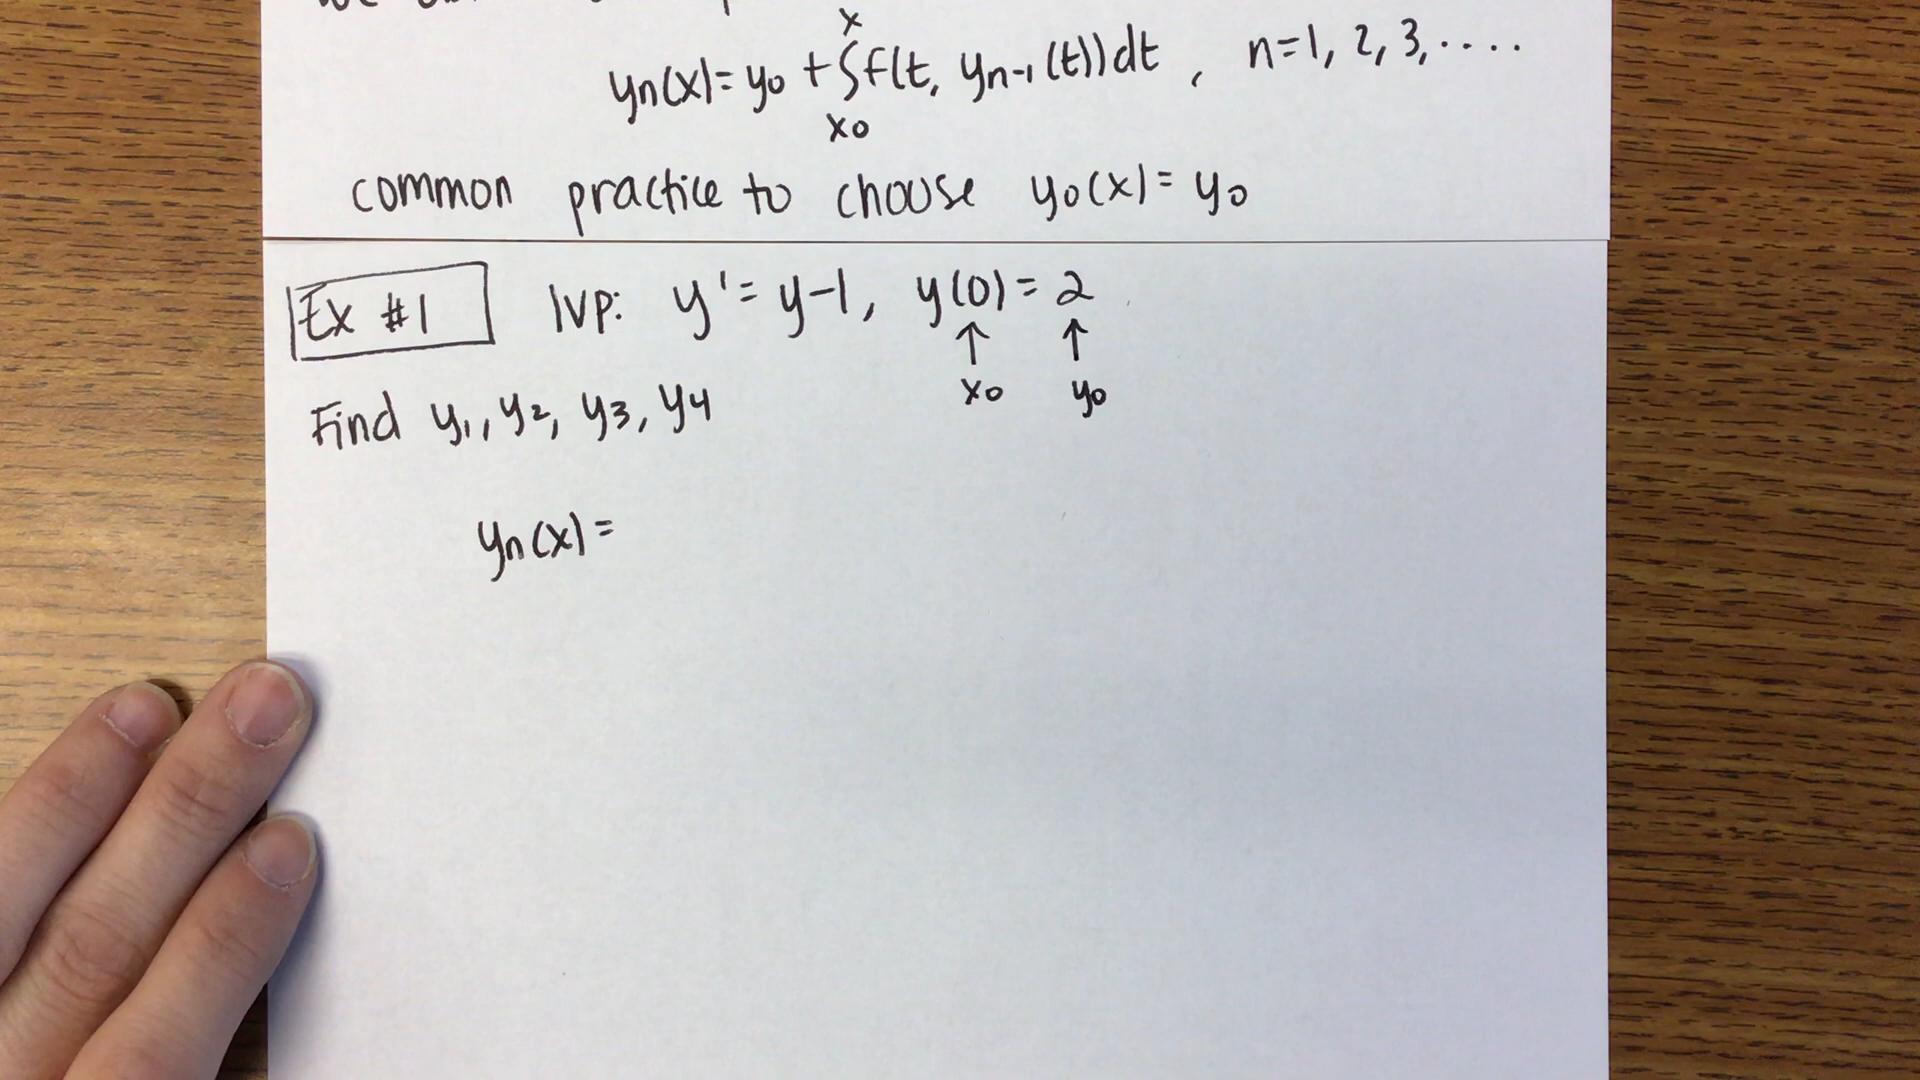 x
yn(x)= y0 + ∫f(t, yn-1(t))dt , n=1, 2, 3, ....
x0
common practice to choose y0(x)= y0
Ex #1 IVP: y'= y-1, y(0)= 2
↑ ↑
x0 y0
Find y1, y2, y3, y4
yn(x)=